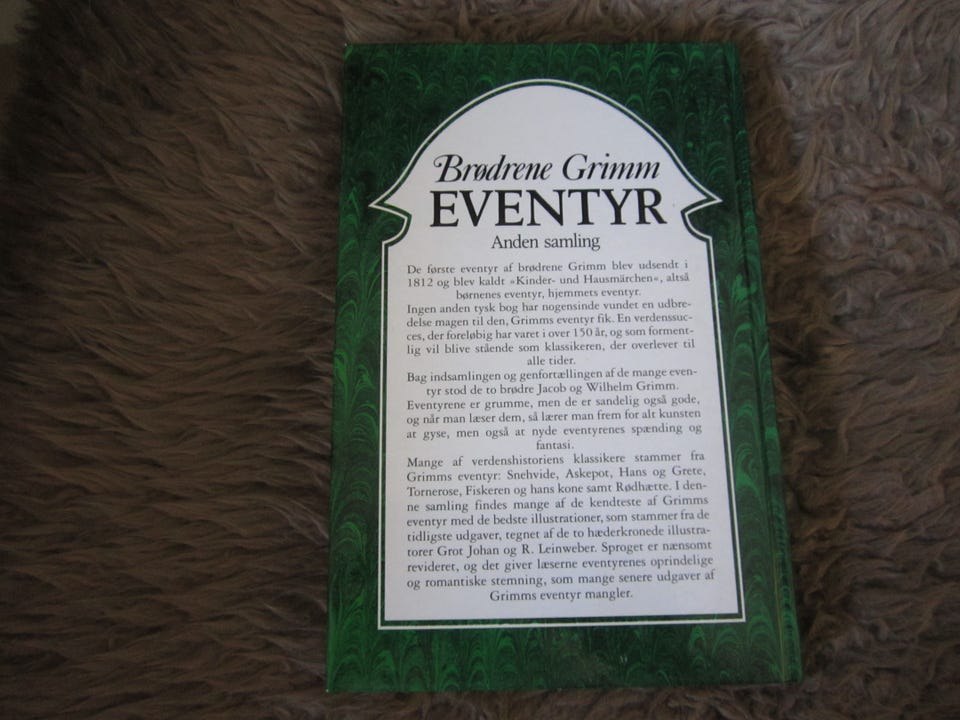 Brødrene Grimm
EVENTYR
Anden samling
De første eventyr af brødrene Grimm blev udsendt i
1812 og blev kaldt »Kinder- und Hausmärchen«, altså
børnenes eventyr, hjemmets eventyr.
Ingen anden tysk bog har nogensinde vundet en udbre-
delse magen til den, Grimms eventyr fik. En verdenssuc-
ces, der foreløbig har varet i over 150 år, og som forment-
lig vil blive stående som klassikeren, der overlever til
alle tider.
Bag indsamlingen og genfortællingen af de mange even-
tyr stod de to brødre Jacob og Wilhelm Grimm.
Eventyrene er grumme, men de er sandelig også gode,
og når man læser dem, så lærer man frem for alt kunsten
at gyse, men også at nyde eventyrenes spænding og
fantasi.
Mange af verdenshistoriens klassikere stammer fra
Grimms eventyr: Snehvide, Askepot, Hans og Grete,
Tornerose, Fiskeren og hans kone samt Rødhætte. I den-
ne samling findes mange af de kendteste af Grimms
eventyr med de bedste illustrationer, som stammer fra de
tidligste udgaver, tegnet af de to hæderkronede illustra-
torer Grot Johan og R. Leinweber. Sproget er nænsomt
revideret, og det giver læserne eventyrenes oprindelige
og romantiske stemning, som mange senere udgaver af
Grimms eventyr mangler.